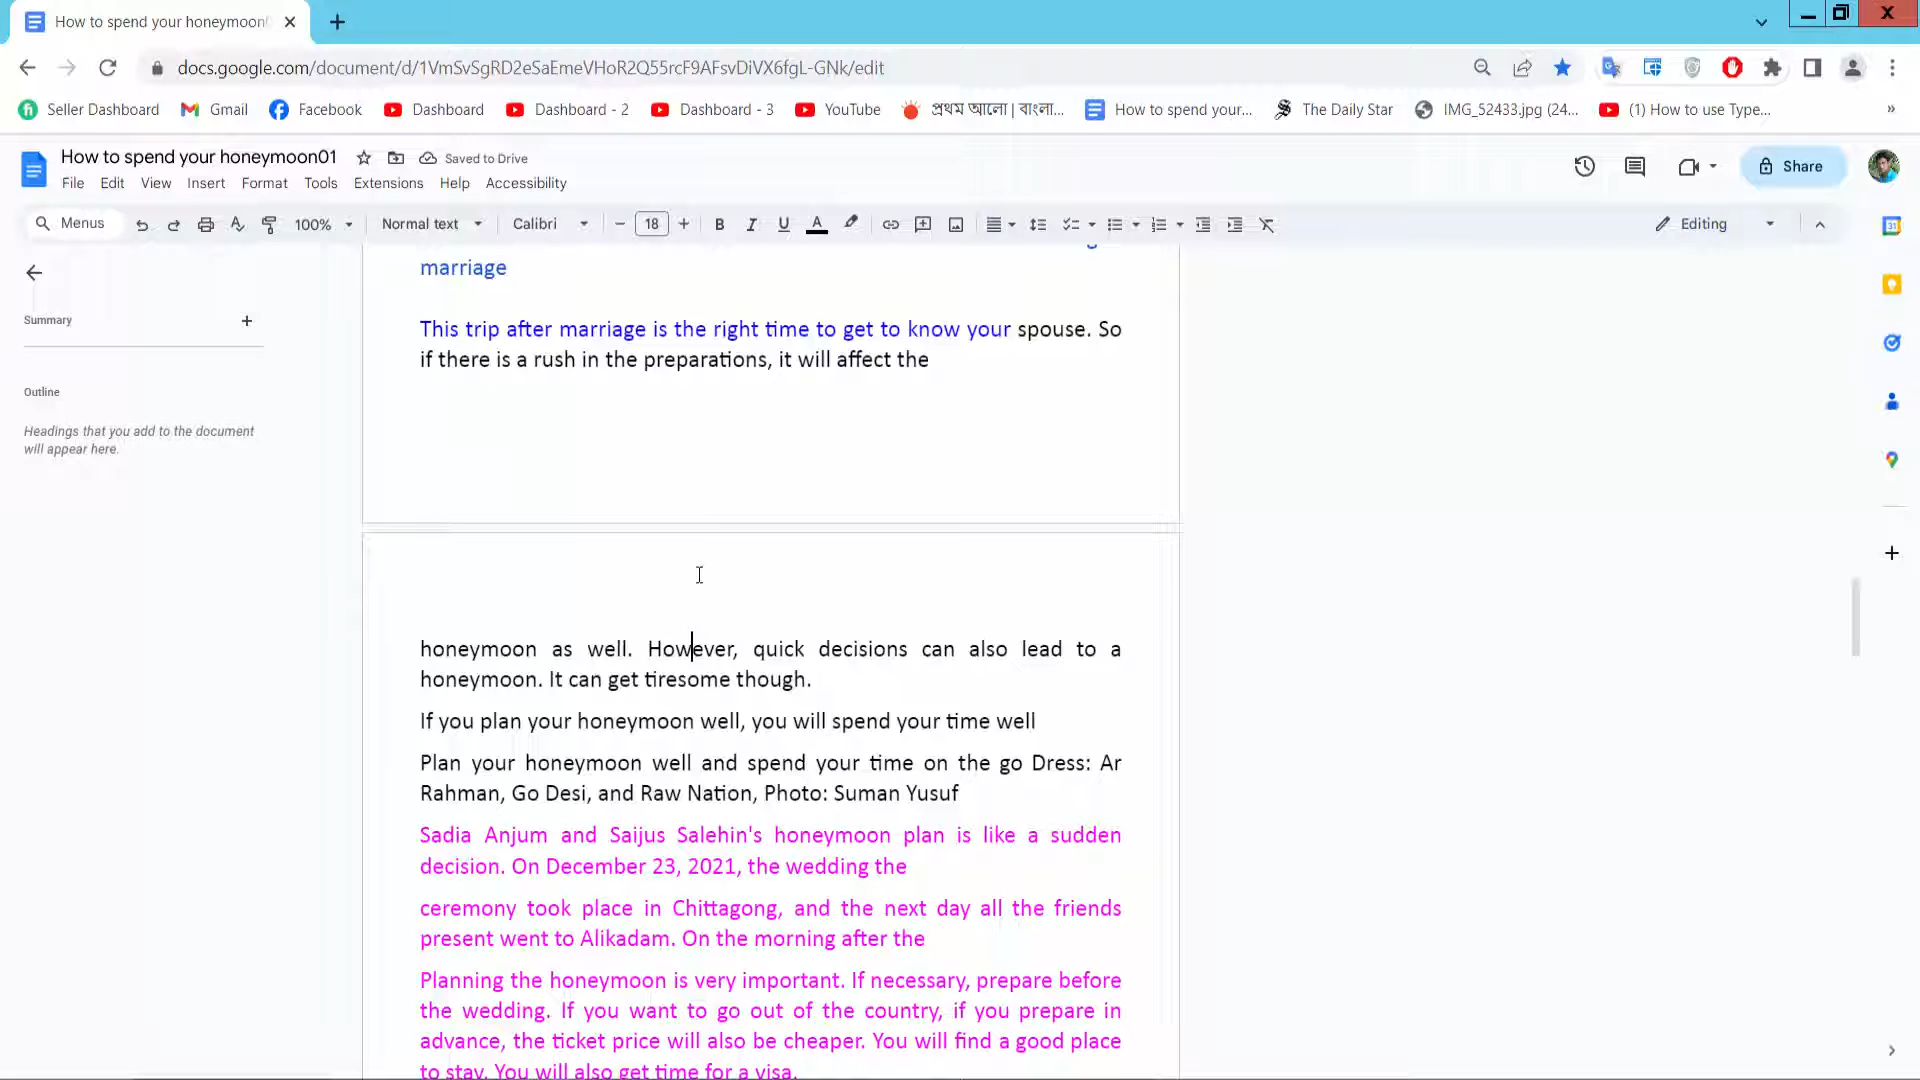 How to spend your honeymoon
docs.google.com/document/d/1VmSvSgRD2eSaEmeVHoR2Q55rcF9AFsvDiVX6fgL-GNk/edit
Seller Dashboard
Gmail
Facebook
Dashboard
Dashboard - 2
Dashboard - 3
YouTube
প্রথম আলো | বাংলা...
How to spend your...
The Daily Star
IMG_52433.jpg (24...
(1) How to use Type...
»
How to spend your honeymoon01
Saved to Drive
File Edit View Insert Format Tools Extensions Help Accessibility
Share
Menus
100%
Normal text
Calibri
18
Editing
31
Summary
Outline
Headings that you add to the document
will appear here.
marriage
This trip after marriage is the right time to get to know your spouse. So
if there is a rush in the preparations, it will affect the
honeymoon as well. However, quick decisions can also lead to a
honeymoon. It can get tiresome though.
If you plan your honeymoon well, you will spend your time well
Plan your honeymoon well and spend your time on the go Dress: Ar
Rahman, Go Desi, and Raw Nation, Photo: Suman Yusuf
Sadia Anjum and Saijus Salehin's honeymoon plan is like a sudden
decision. On December 23, 2021, the wedding the
ceremony took place in Chittagong, and the next day all the friends
present went to Alikadam. On the morning after the
Planning the honeymoon is very important. If necessary, prepare before
the wedding. If you want to go out of the country, if you prepare in
advance, the ticket price will also be cheaper. You will find a good place
to stay. You will also get time for a visa.